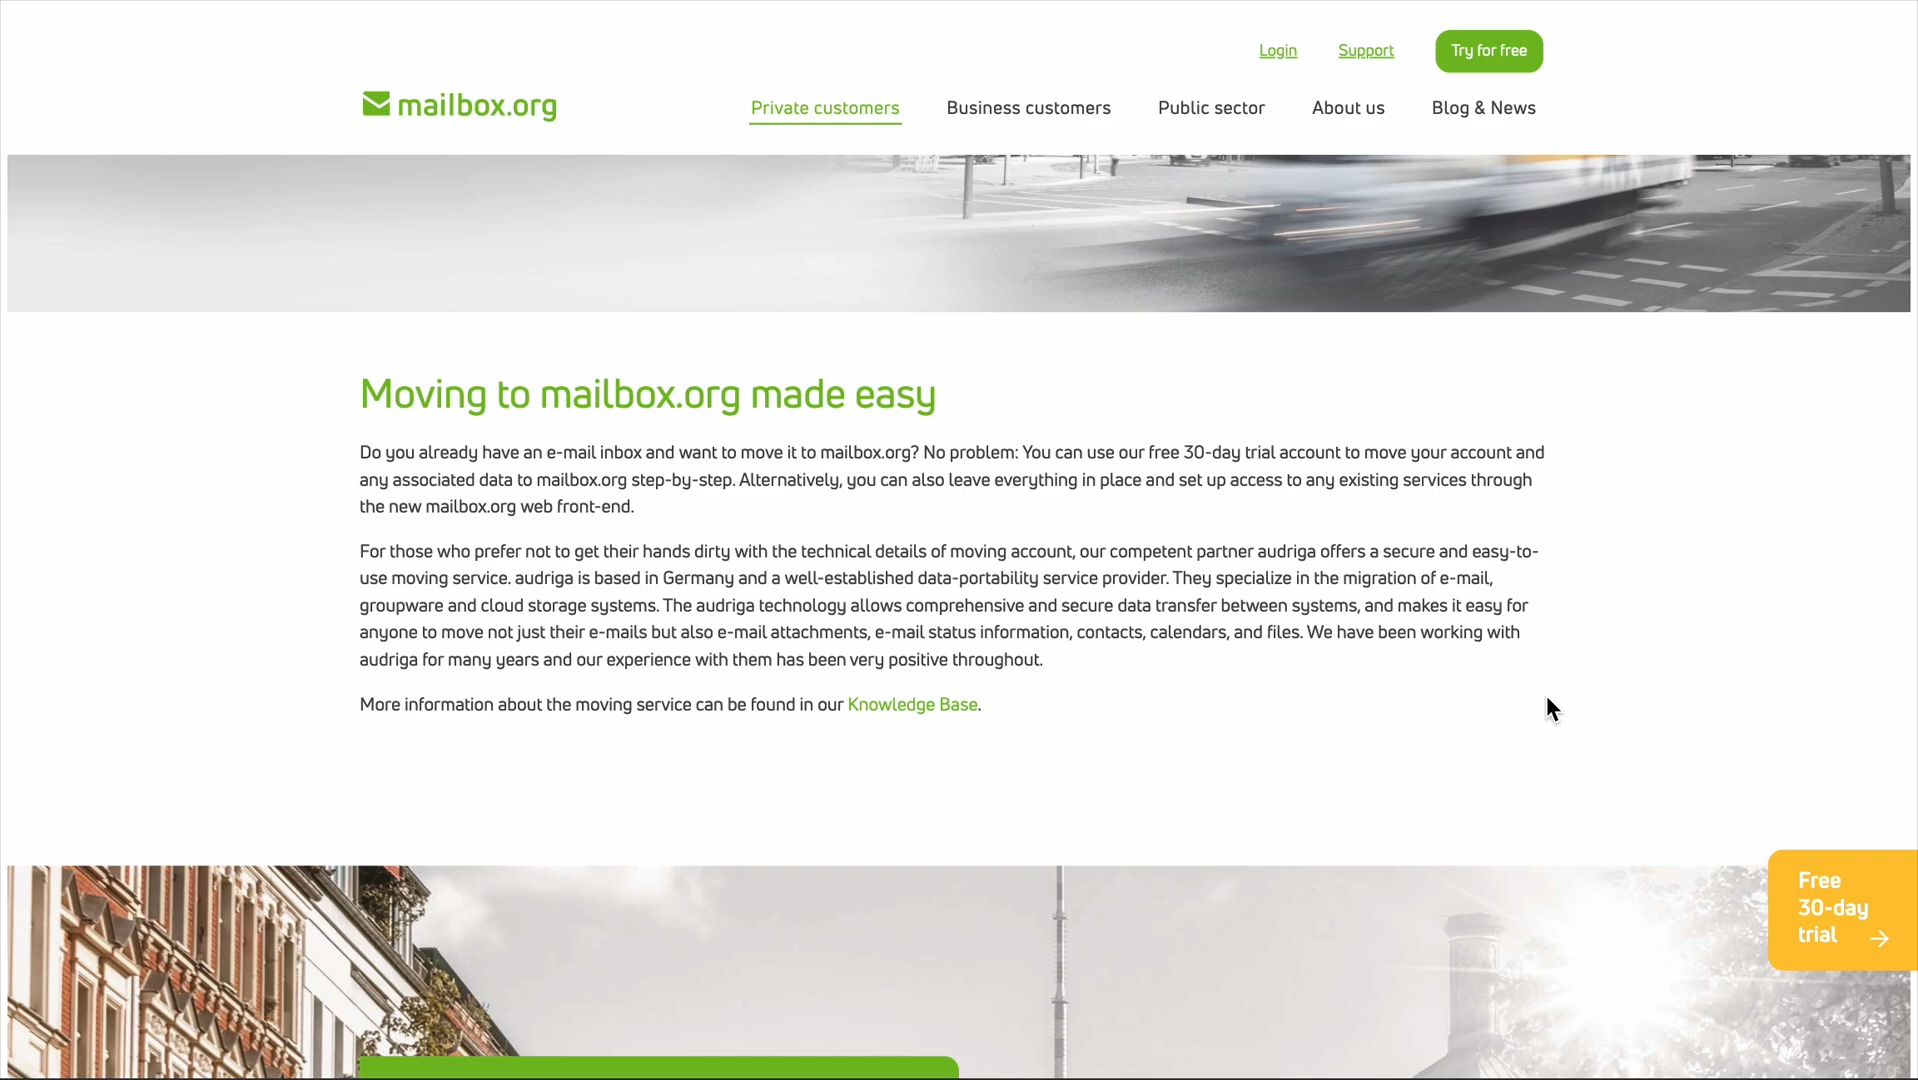 Login Support Try for free
mailbox.org Private customers Business customers Public sector About us Blog & News
Moving to mailbox.org made easy
Do you already have an e-mail inbox and want to move it to mailbox.org? No problem: You can use our free 30-day trial account to move your account and
any associated data to mailbox.org step-by-step. Alternatively, you can also leave everything in place and set up access to any existing services through
the new mailbox.org web front-end.
For those who prefer not to get their hands dirty with the technical details of moving account, our competent partner audriga offers a secure and easy-to-
use moving service. audriga is based in Germany and a well-established data-portability service provider. They specialize in the migration of e-mail,
groupware and cloud storage systems. The audriga technology allows comprehensive and secure data transfer between systems, and makes it easy for
anyone to move not just their e-mails but also e-mail attachments, e-mail status information, contacts, calendars, and files. We have been working with
audriga for many years and our experience with them has been very positive throughout.
More information about the moving service can be found in our Knowledge Base.
Free
30-day
trial